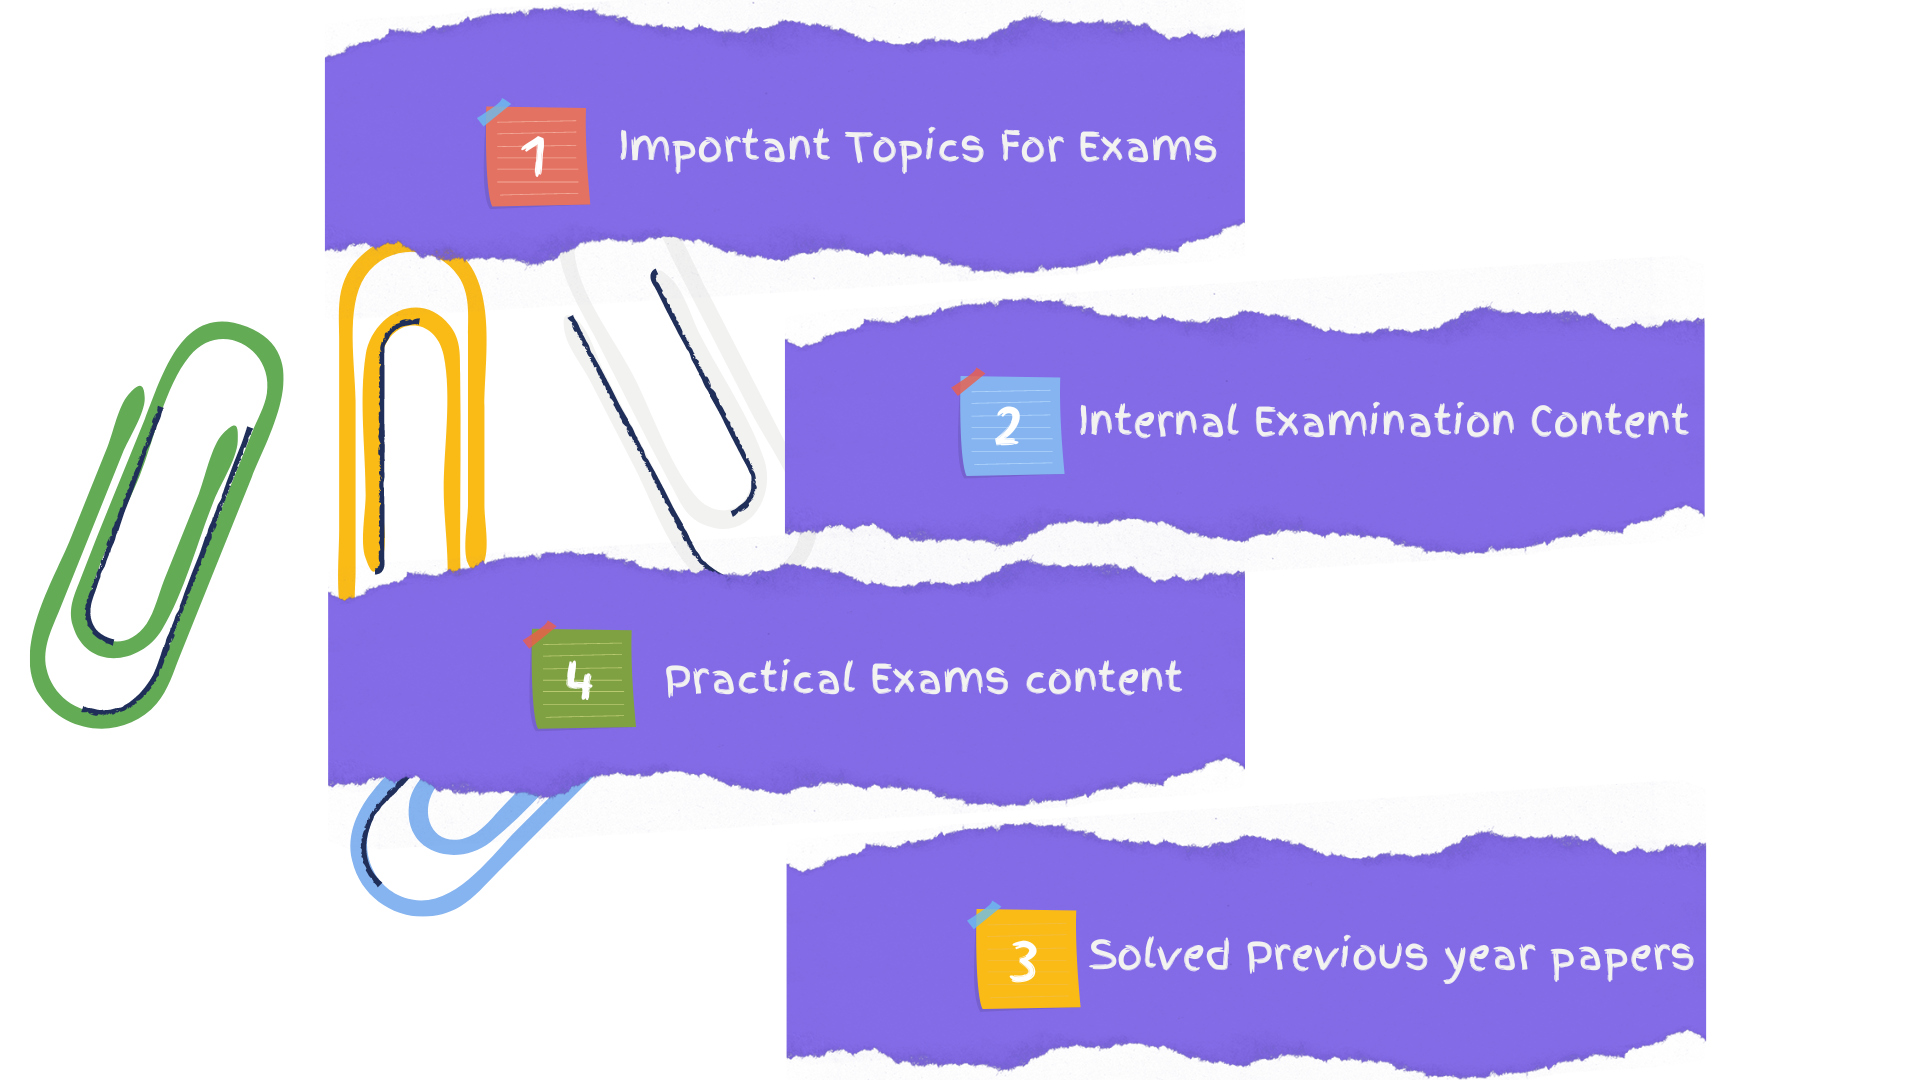 1 Important Topics For Exams
2 Internal Examination Content
4 Practical Exams content
3 Solved Previous year papers